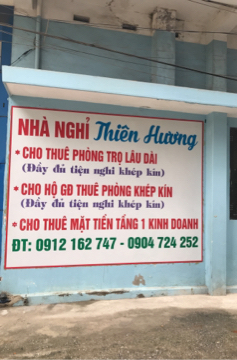 NHÀ NGHỈ Thiên Hương
* CHO THUÊ PHÒNG TRỌ LÂU DÀI
(Đầy đủ tiện nghi khép kín)
* CHO HỘ GĐ THUÊ PHÒNG KHÉP KÍN
(Đầy đủ tiện nghi khép kín)
* CHO THUÊ MẶT TIỀN TẦNG 1 KINH DOANH
ĐT: 0912 162 747 - 0904 724 252